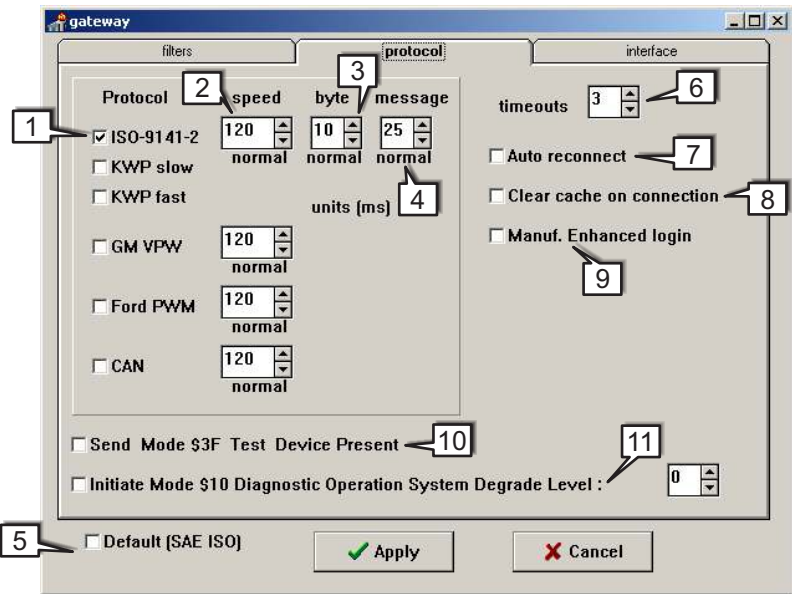 gateway
filters
protocol
interface
Protocol speed byte message
1
2
3
4
ISO-9141-2 120 10 25
normal normal normal
KWP slow
KWP fast
units (ms)
GM VPW 120
normal
Ford PWM 120
normal
CAN 120
normal
timeouts 3
6
Auto reconnect
7
Clear cache on connection
8
Manuf. Enhanced login
9
Send Mode $3F Test Device Present
10
11
Initiate Mode $10 Diagnostic Operation System Degrade Level : 0
5
Default (SAE ISO)
Apply
Cancel